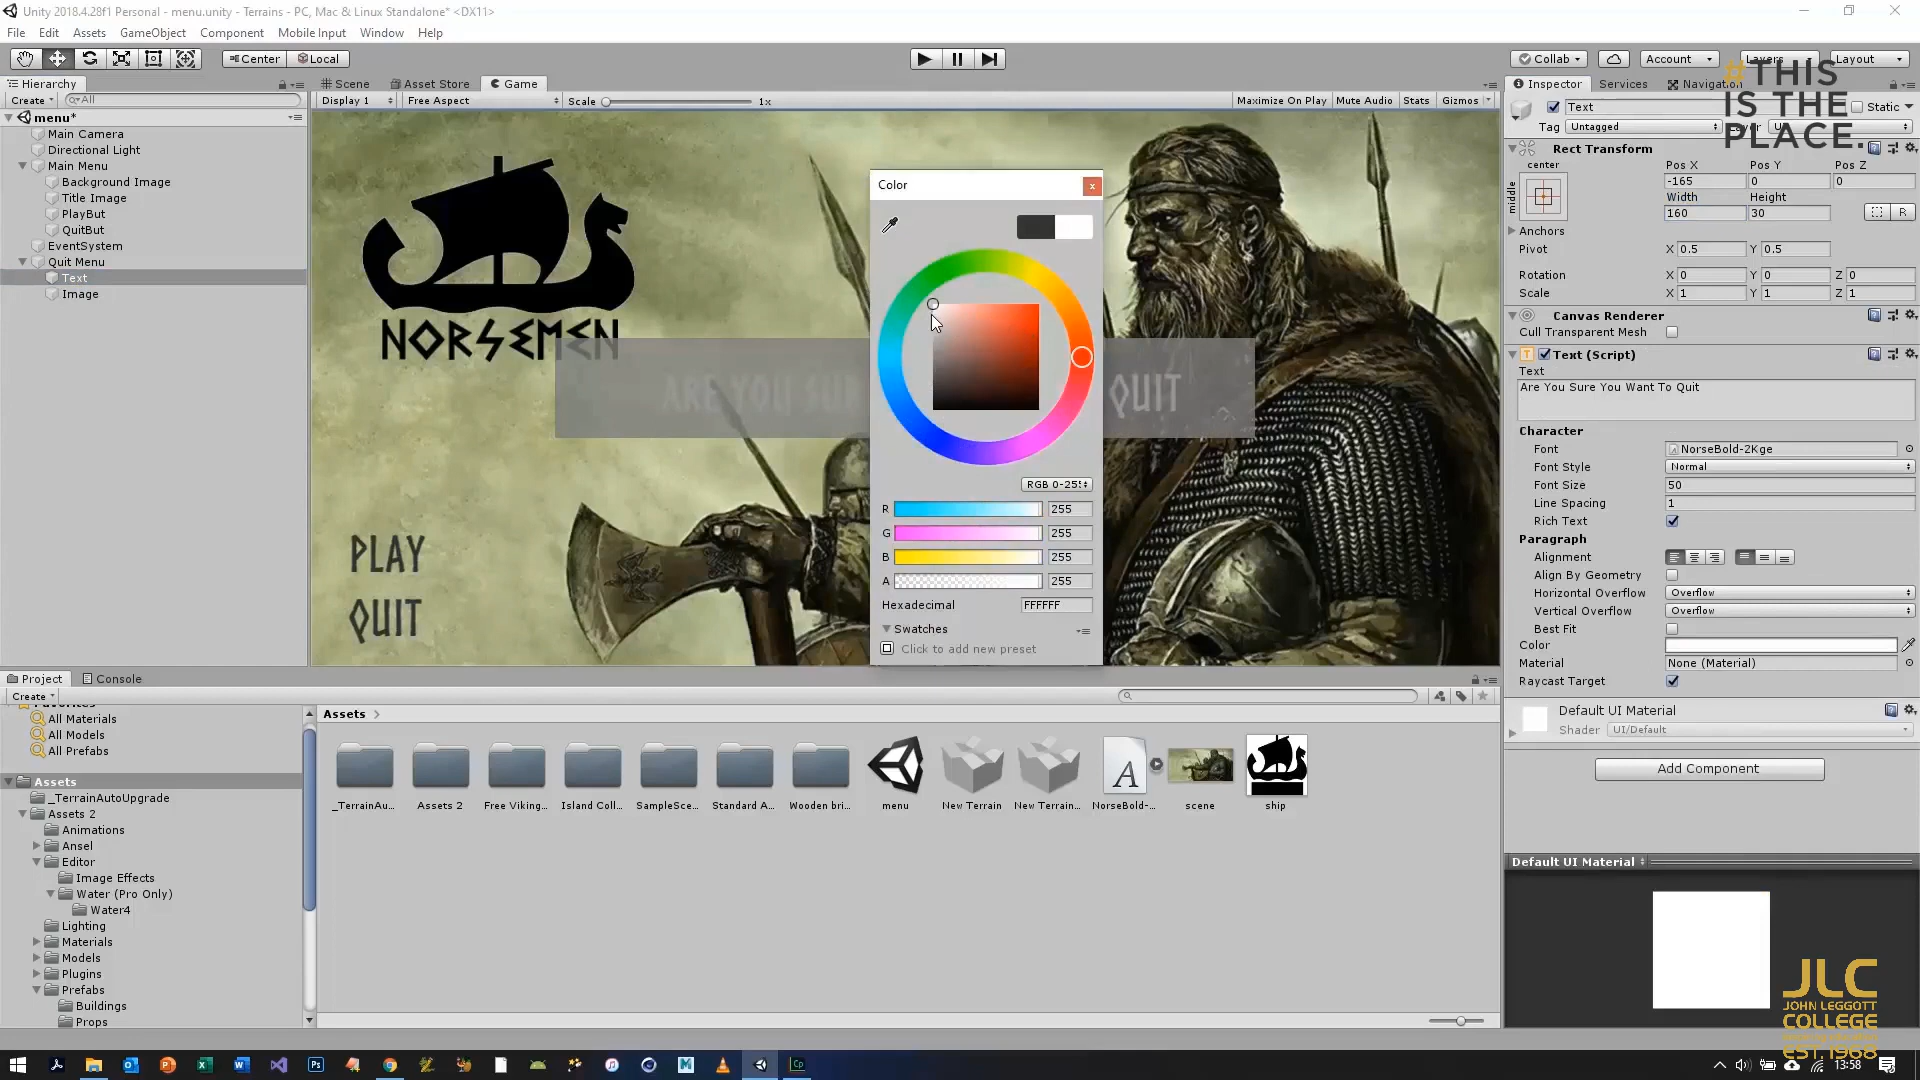 Unity 2018.4.28f1 Personal - menu.unity - Terrains - PC, Mac & Linux Standalone* <DX11>
File Edit Assets GameObject Component Mobile Input Window Help
Center Local Collab Account Layers Layout
#THIS
IS THE
PLACE.
Hierarchy
Create All
menu*
Main Camera
Directional Light
Main Menu
Background Image
Title Image
PlayBut
QuitBut
EventSystem
Quit Menu
Text
Image
Scene Asset Store Game
Display 1 Free Aspect Scale 1x Maximize On Play Mute Audio Stats Gizmos
NORSEMEN
ARE YOU SUR QUIT
PLAY
QUIT
Color
RGB 0-255
R 255
G 255
B 255
A 255
Hexadecimal FFFFFF
Swatches
Click to add new preset
Inspector Services Navigation
Text Static
Tag Untagged Layer
Rect Transform
center
middle
Pos X Pos Y Pos Z
-165 0 0
Width Height
160 30
R
Anchors
Pivot X 0.5 Y 0.5
Rotation X 0 Y 0 Z 0
Scale X 1 Y 1 Z 1
Canvas Renderer
Cull Transparent Mesh
Text (Script)
Text
Are You Sure You Want To Quit
Character
Font NorseBold-2Kge
Font Style Normal
Font Size 50
Line Spacing 1
Rich Text
Paragraph
Alignment
Align By Geometry
Horizontal Overflow Overflow
Vertical Overflow Overflow
Best Fit
Color
Material None (Material)
Raycast Target
Default UI Material
Shader UI/Default
Add Component
Default UI Material
Project Console
Create
Favorites
All Materials
All Models
All Prefabs
Assets
_TerrainAutoUpgrade
Assets 2
Animations
Ansel
Editor
Image Effects
Water (Pro Only)
Water4
Lighting
Materials
Models
Plugins
Prefabs
Buildings
Props
Assets
_TerrainAu... Assets 2 Free Viking... Island Coll... SampleSce... Standard A... Wooden bri... menu New Terrain New Terrain... NorseBold-... scene ship
JLC
JOHN LEGGOTT
COLLEGE
EST.1968
13:58